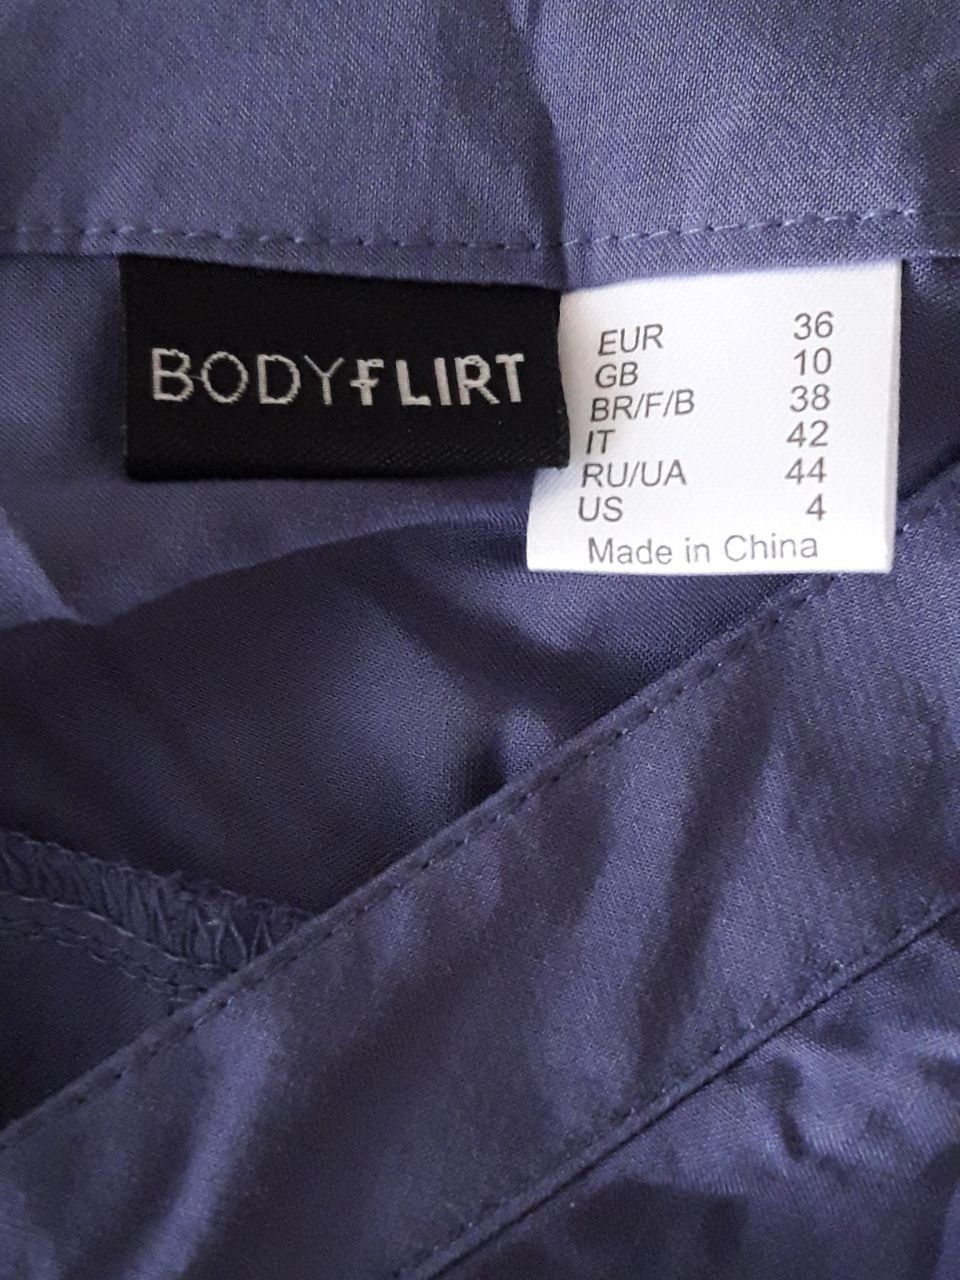 BODYFLIRT
EUR 36
GB 10
BR/F/B 38
IT 42
RU/UA 44
US 4
Made in China